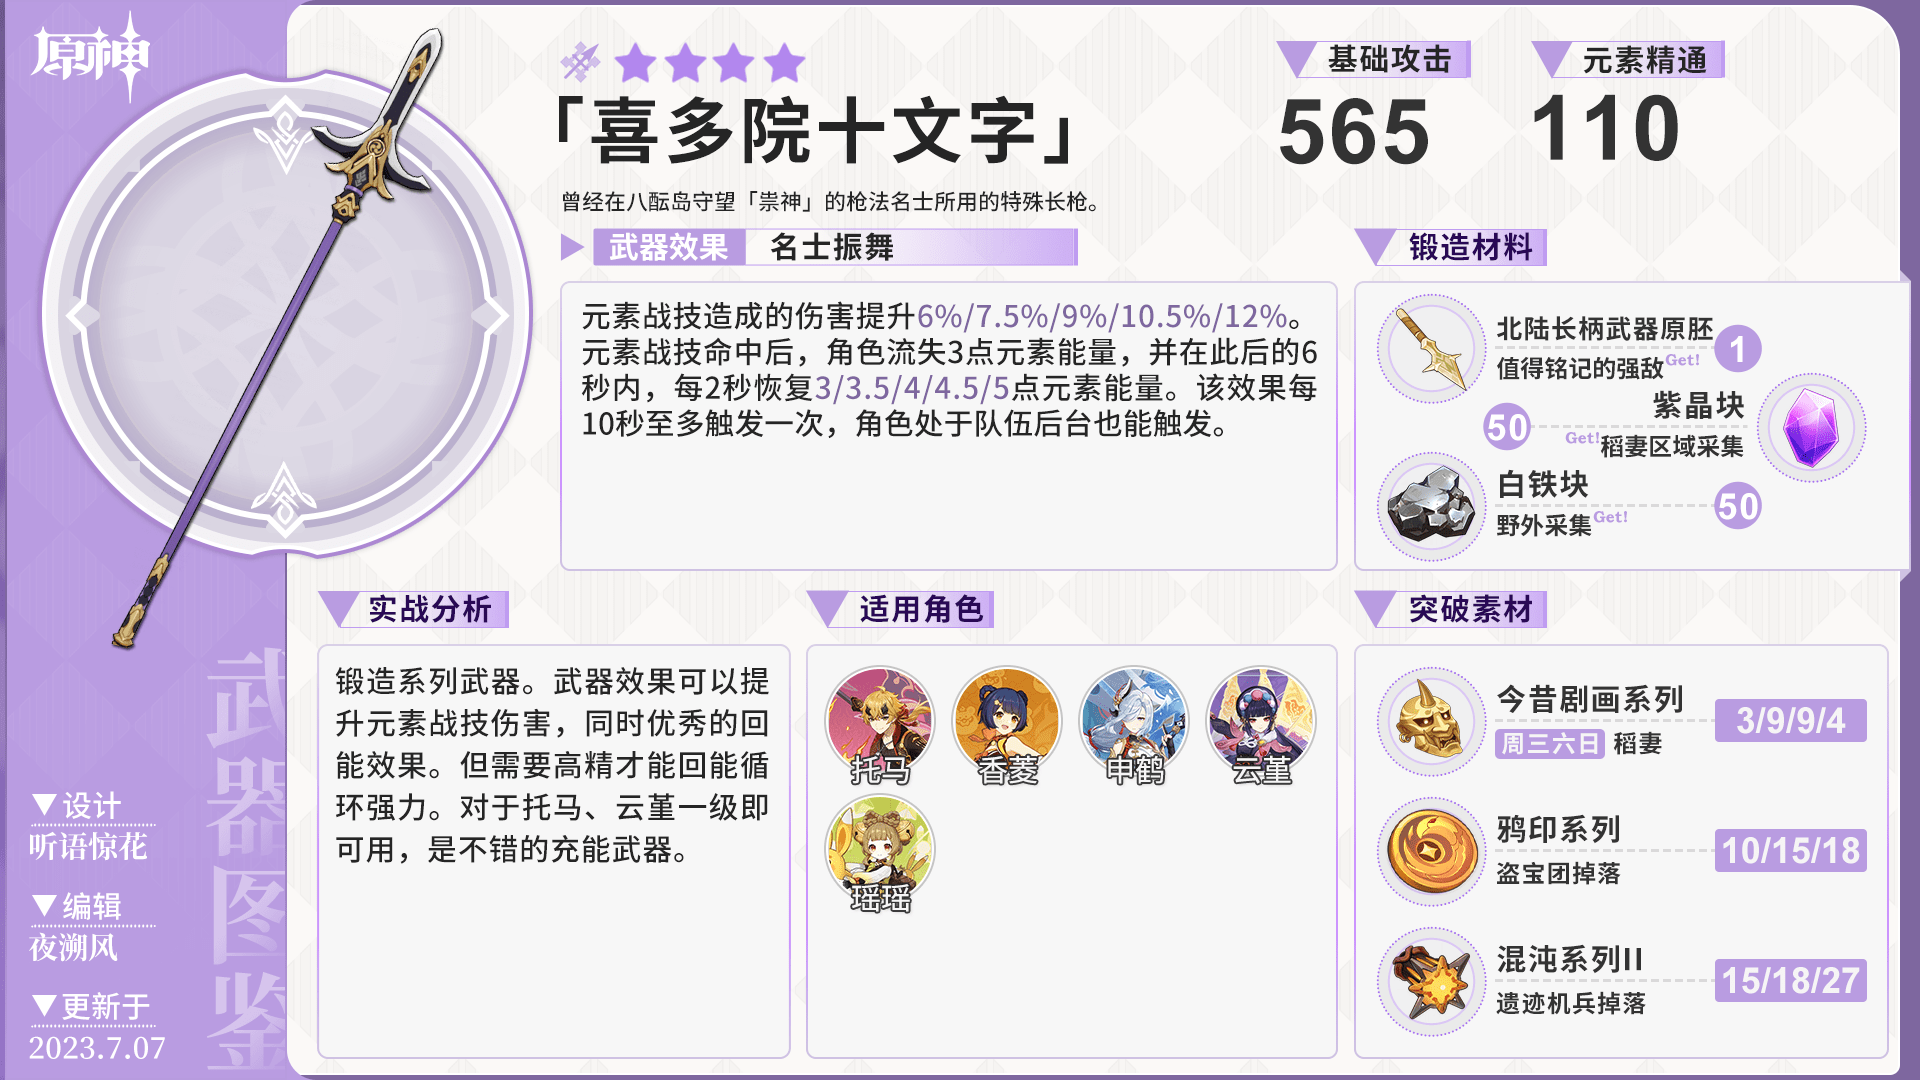 原神
「喜多院十文字」
曾经在八酝岛守望「祟神」的枪法名士所用的特殊长枪。
基础攻击
565
元素精通
110
武器效果 名士振舞
元素战技造成的伤害提升6%/7.5%/9%/10.5%/12%。
元素战技命中后，角色流失3点元素能量，并在此后的6
秒内，每2秒恢复3/3.5/4/4.5/5点元素能量。该效果每
10秒至多触发一次，角色处于队伍后台也能触发。
锻造材料
北陆长柄武器原胚
值得铭记的强敌Get!
1
紫晶块
50
Get!稻妻区域采集
白铁块
野外采集Get!
50
实战分析
锻造系列武器。武器效果可以提
升元素战技伤害，同时优秀的回
能效果。但需要高精才能回能循
环强力。对于托马、云堇一级即
可用，是不错的充能武器。
适用角色
托马
香菱
申鹤
云堇
瑶瑶
突破素材
今昔剧画系列
周三六日 稻妻
3/9/9/4
鸦印系列
盗宝团掉落
10/15/18
混沌系列II
遗迹机兵掉落
15/18/27
武器图鉴
▼设计
听语惊花
▼编辑
夜溯风
▼更新于
2023.7.07